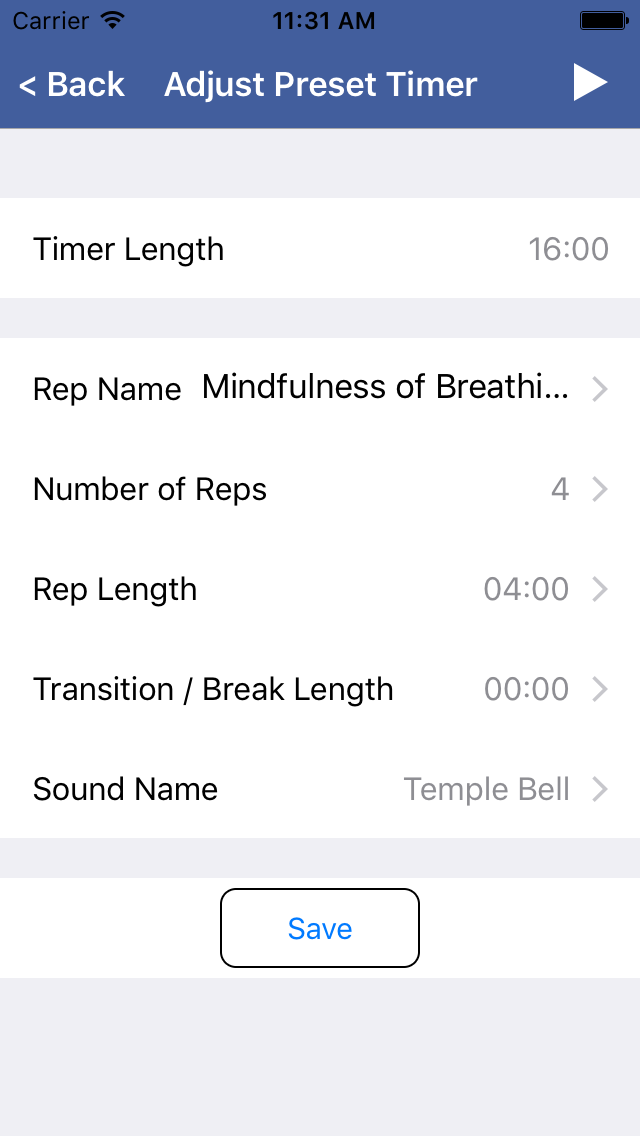 Carrier 11:31 AM
< Back Adjust Preset Timer
Timer Length 16:00
Rep Name Mindfulness of Breathi...
Number of Reps 4
Rep Length 04:00
Transition / Break Length 00:00
Sound Name Temple Bell
Save